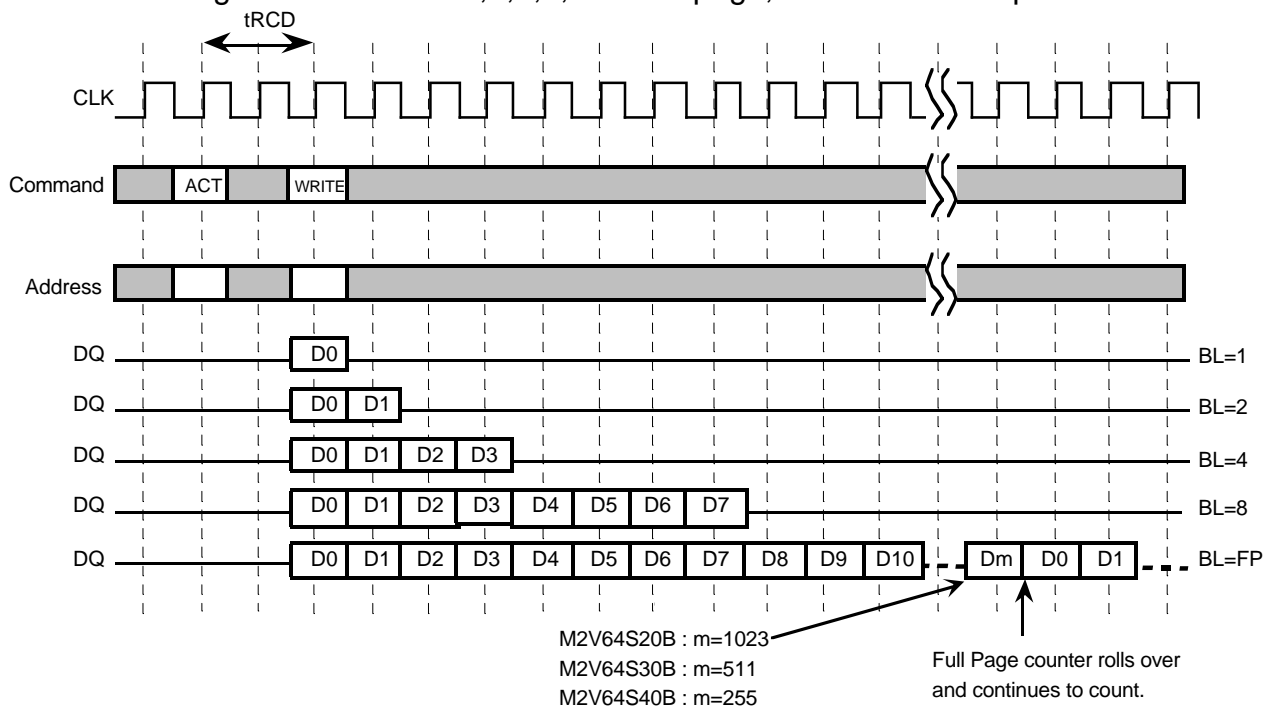 tRCD
CLK
Command ACT WRITE
Address
DQ D0 BL=1
DQ D0 D1 BL=2
DQ D0 D1 D2 D3 BL=4
DQ D0 D1 D2 D3 D4 D5 D6 D7 BL=8
DQ D0 D1 D2 D3 D4 D5 D6 D7 D8 D9 D10 Dm D0 D1 BL=FP
M2V64S20B : m=1023
M2V64S30B : m=511
M2V64S40B : m=255
Full Page counter rolls over
and continues to count.